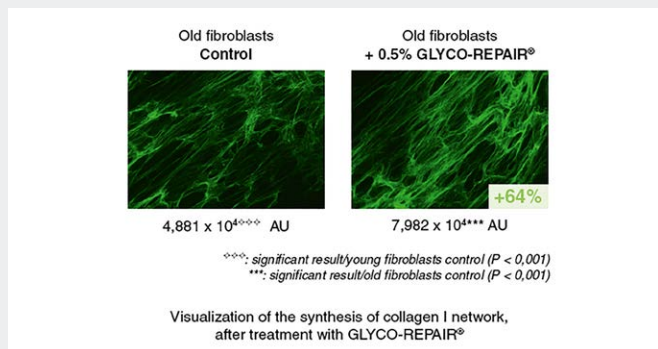 Old fibroblasts
Control
Old fibroblasts
+ 0.5% GLYCO-REPAIR®
+64%
4,881 x 10⁴⟡⟡⟡ AU
7,982 x 10⁴*** AU
⟡⟡⟡: significant result/young fibroblasts control (P < 0,001)
***: significant result/old fibroblasts control (P < 0,001)
Visualization of the synthesis of collagen I network,
after treatment with GLYCO-REPAIR®